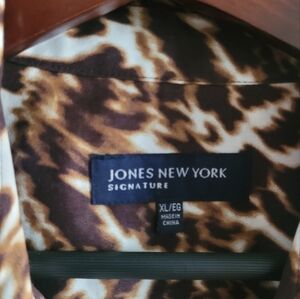 JONES NEW YORK
SIGNATURE
XL/EG
MADE IN
CHINA